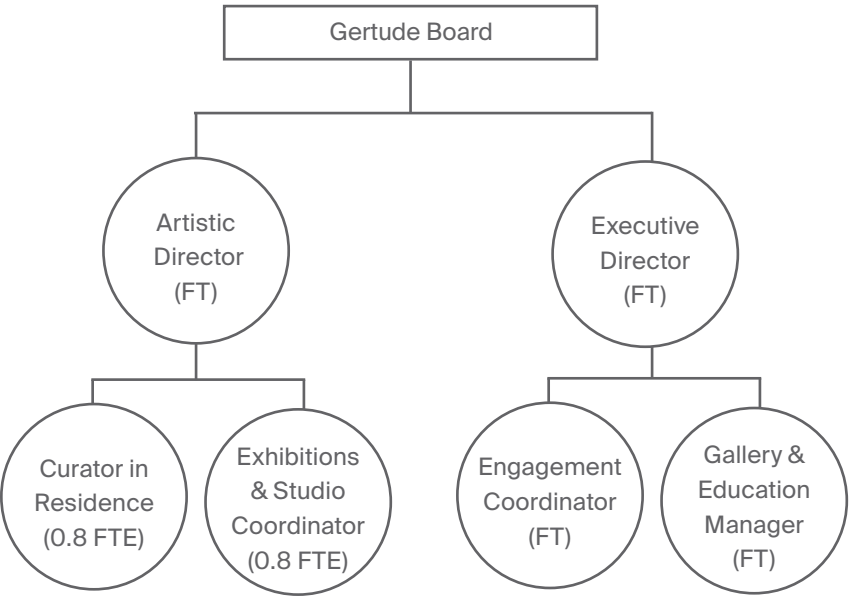 Gertude Board
Artistic
Director
(FT)
Executive
Director
(FT)
Curator in
Residence
(0.8 FTE)
Exhibitions
& Studio
Coordinator
(0.8 FTE)
Engagement
Coordinator
(FT)
Gallery &
Education
Manager
(FT)